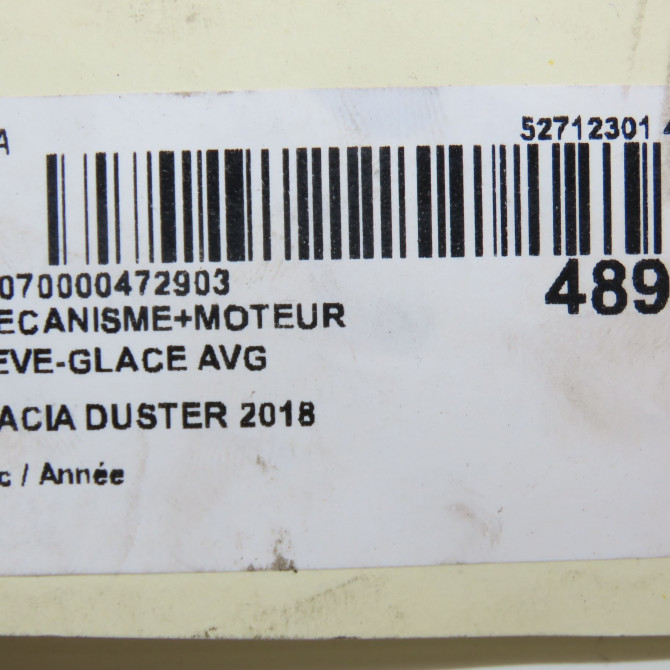 A
52712301 4
070000472903
489
ECANISME+MOTEUR
EVE-GLACE AVG
ACIA DUSTER 2018
c / Année